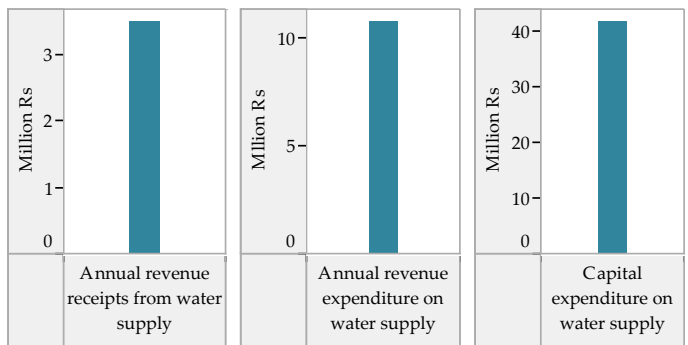 Million Rs
3
2
1
0
Annual revenue
receipts from water
supply
Mllion Rs
10
5
0
Annual revenue
expenditure on
water supply
Million Rs
40
30
20
10
0
Capital
expenditure on
water supply